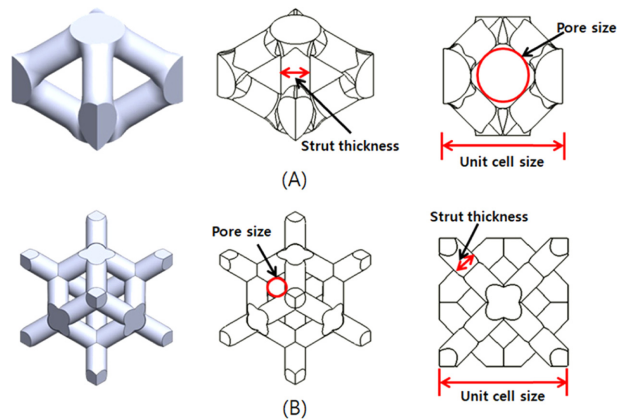 Pore size
Strut thickness
Unit cell size
(A)
Pore size
Strut thickness
Unit cell size
(B)